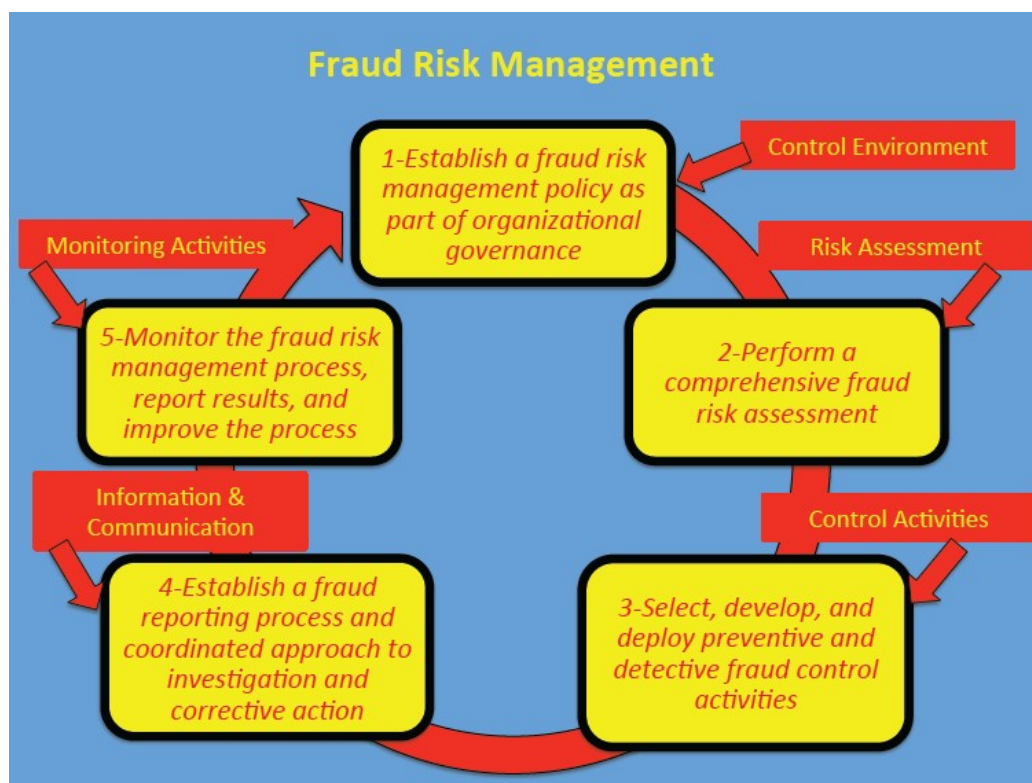 Fraud Risk Management
1-Establish a fraud risk
management policy as
part of organizational
governance
Control Environment
Risk Assessment
2-Perform a
comprehensive fraud
risk assessment
Control Activities
3-Select, develop, and
deploy preventive and
detective fraud control
activities
Information &
Communication
4-Establish a fraud
reporting process and
coordinated approach to
investigation and
corrective action
Monitoring Activities
5-Monitor the fraud risk
management process,
report results, and
improve the process